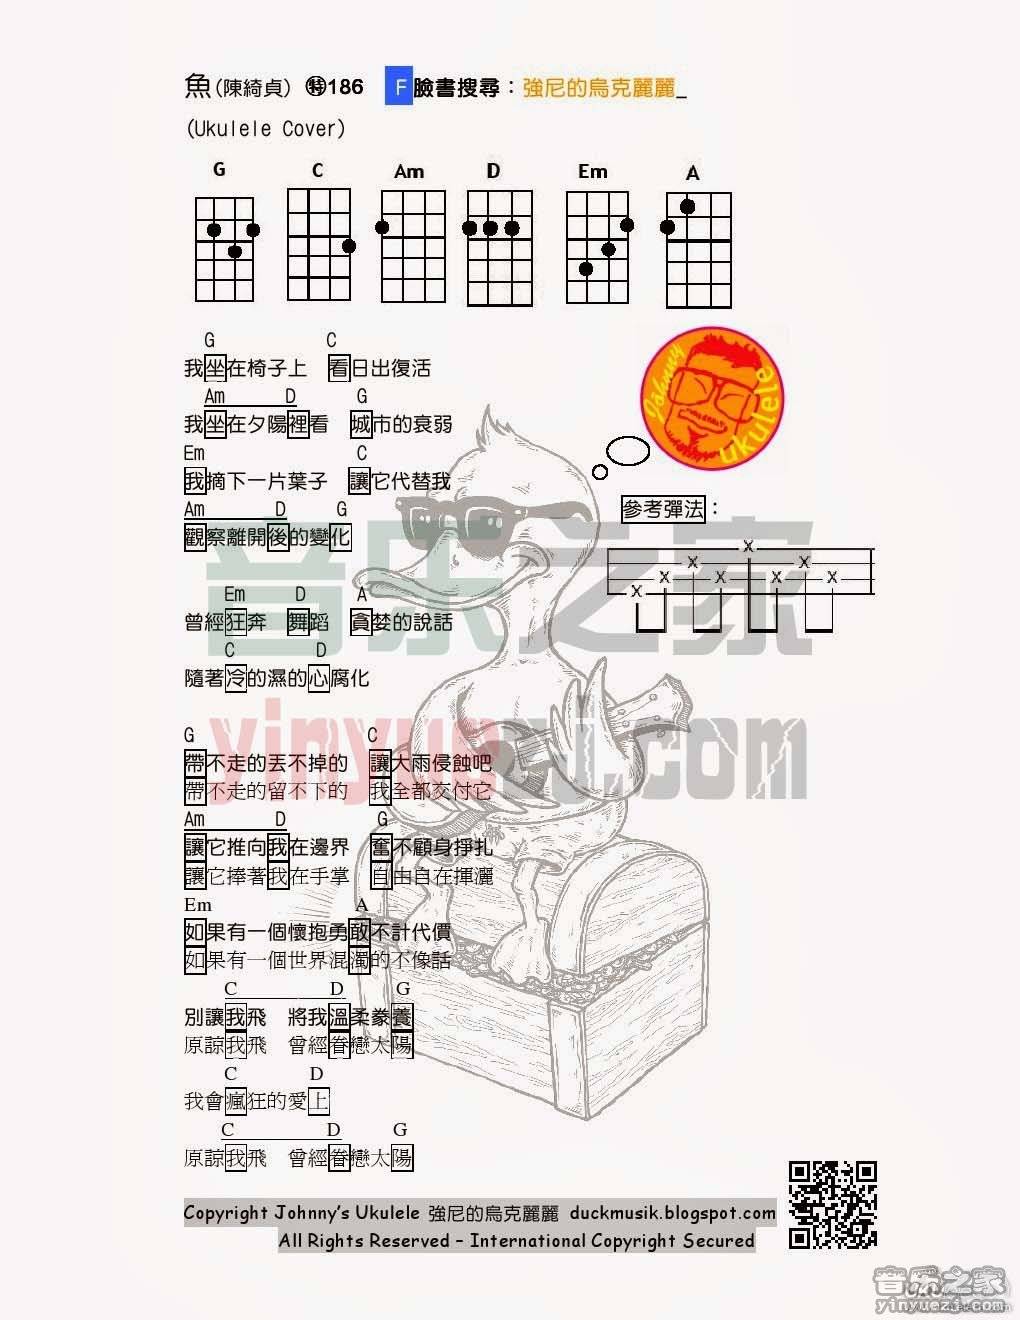 魚(陳綺貞) 特186 F臉書搜尋：強尼的烏克麗麗_
(Ukulele Cover)
G C Am D Em A
G C
我坐在椅子上 看日出復活
Am D G
我坐在夕陽裡看 城市的衰弱
Em C
我摘下一片葉子 讓它代替我
Am D G
觀察離開後的變化
Em D A
曾經狂奔 舞蹈 貪婪的說話
C D
隨著冷的濕的心腐化
G C
帶不走的丟不掉的 讓大雨侵蝕吧
帶不走的留不下的 我全都交付它
Am D G
讓它推向我在邊界 奮不顧身掙扎
讓它捧著我在手掌 自由自在揮灑
Em A
如果有一個懷抱勇敢不計代價
如果有一個世界混濁的不像話
C D G
別讓我飛 將我溫柔豢養
原諒我飛 曾經眷戀太陽
C D
我會瘋狂的愛上
C D G
原諒我飛 曾經眷戀太陽
Johnny
ukulele
參考彈法：
X X X X X X X X
音乐之家
yinyuezj.com
Copyright Johnny's Ukulele 強尼的烏克麗麗 duckmusik.blogspot.com
All Rights Reserved – International Copyright Secured
音乐之家
yinyuezj.com